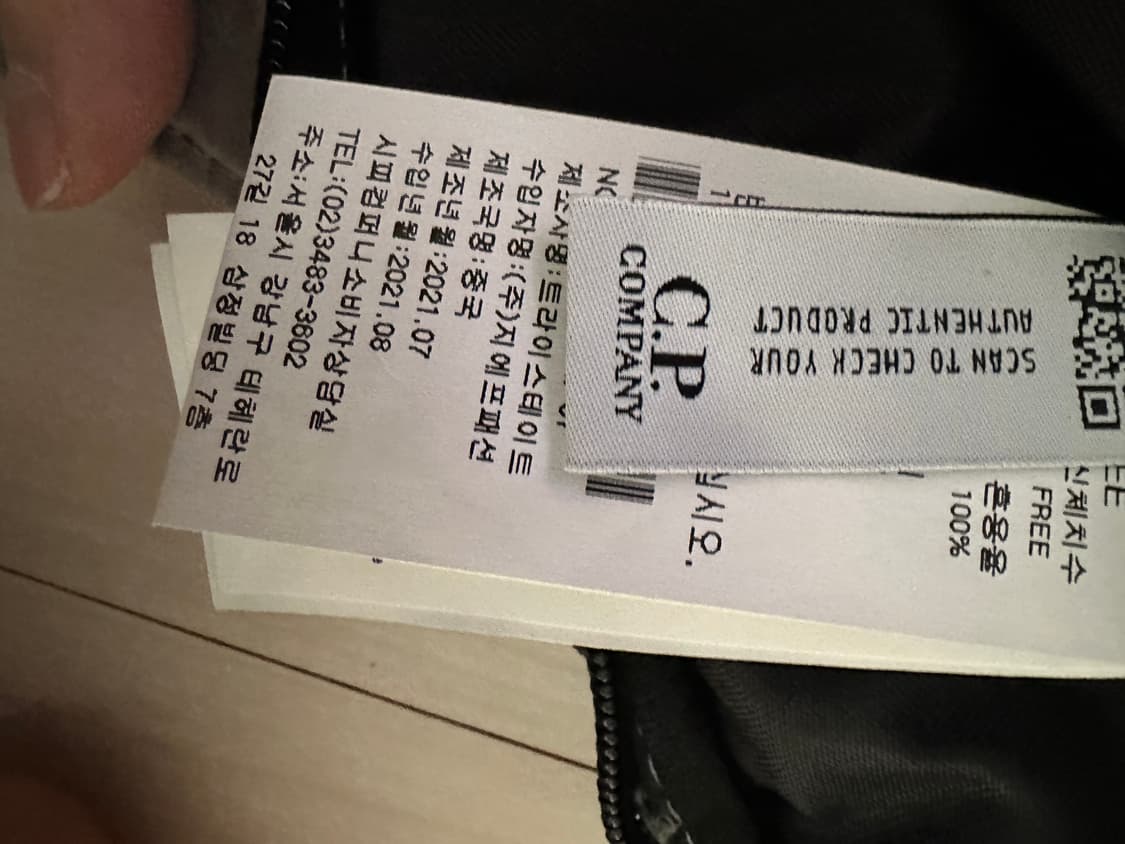 신체치수
FREE
혼용율
100%
십시오.
제조사명:트라이스테이트
수입자명:(주)지에프패션
제조국명:중국
제조년월:2021.07
수입년월:2021.08
시피컴퍼니소비자상담실
TEL:(02)3483-3602
주소:서울시 강남구 테헤란로
27길 18 삼정빌딩 7층
C.P.
COMPANY
SCAN TO CHECK YOUR
AUTHENTIC PRODUCT